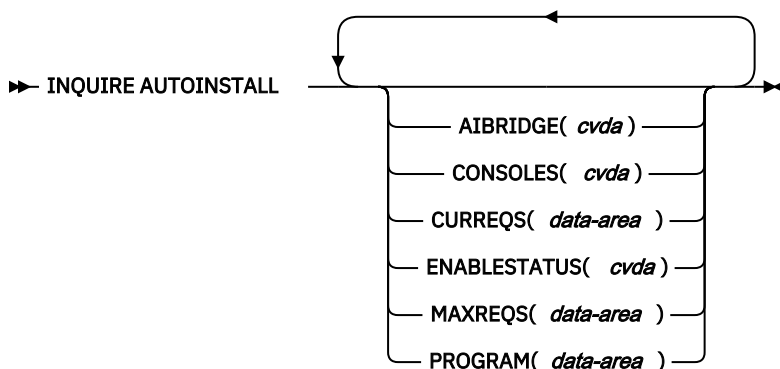 INQUIRE AUTOINSTALL
AIBRIDGE( cvda )
CONSOLES( cvda )
CURREQS( data-area )
ENABLESTATUS( cvda )
MAXREQS( data-area )
PROGRAM( data-area )